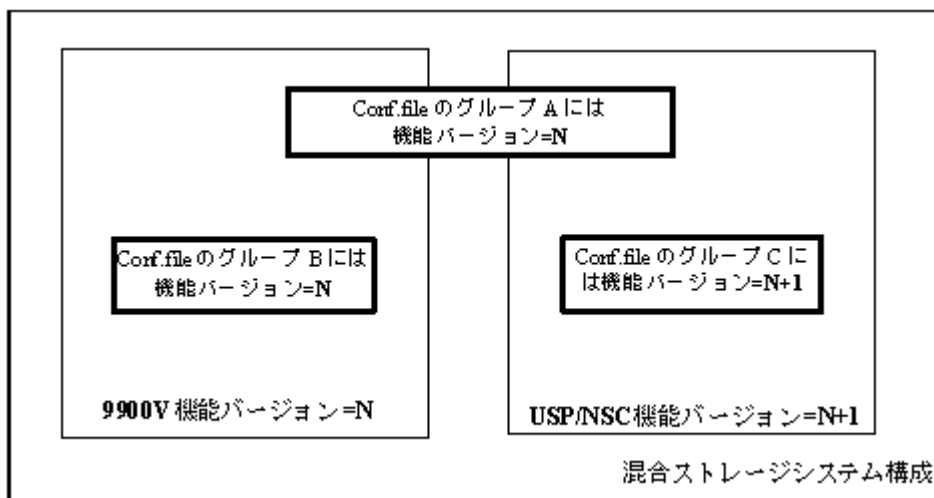 Conf.file のグループ A には
機能バージョン=N
Conf.file のグループ B には
機能バージョン=N
Conf.file のグループ C に
は機能バージョン=N+1
9900V 機能バージョン=N
USP/NSC機能バージョン=N+1
混合ストレージシステム構成